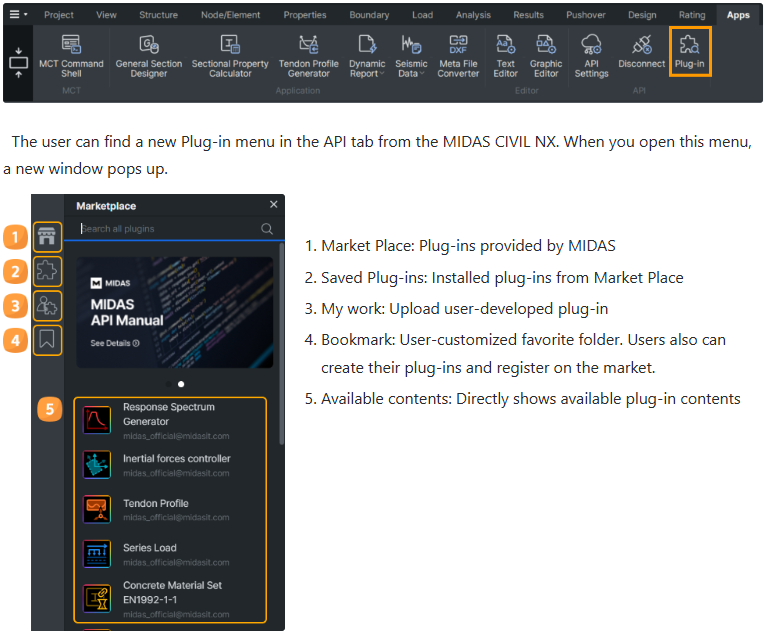 Project View Structure Node/Element Properties Boundary Load Analysis Results Pushover Design Rating Apps
MCT Command Shell
General Section Designer
Sectional Property Calculator
Tendon Profile Generator
Dynamic Report
Seismic Data
Meta File Converter
Text Editor
Graphic Editor
API Settings
Disconnect
Plug-in
MCT Application Editor API
The user can find a new Plug-in menu in the API tab from the MIDAS CIVIL NX. When you open this menu,
a new window pops up.
Marketplace
Search all plugins
1
2
3
4
5
MIDAS
MIDAS
API Manual
See Details
Response Spectrum
Generator
midas_official@midasit.com
Inertial forces controller
midas_official@midasit.com
Tendon Profile
midas_official@midasit.com
Series Load
midas_official@midasit.com
Concrete Material Set
EN1992-1-1
midas_official@midasit.com
1. Market Place: Plug-ins provided by MIDAS
2. Saved Plug-ins: Installed plug-ins from Market Place
3. My work: Upload user-developed plug-in
4. Bookmark: User-customized favorite folder. Users also can
create their plug-ins and register on the market.
5. Available contents: Directly shows available plug-in contents